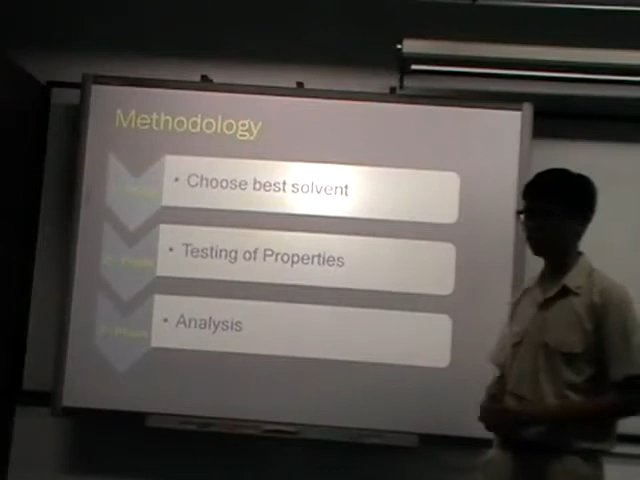 Methodology
• Choose best solvent
• Testing of Properties
• Analysis